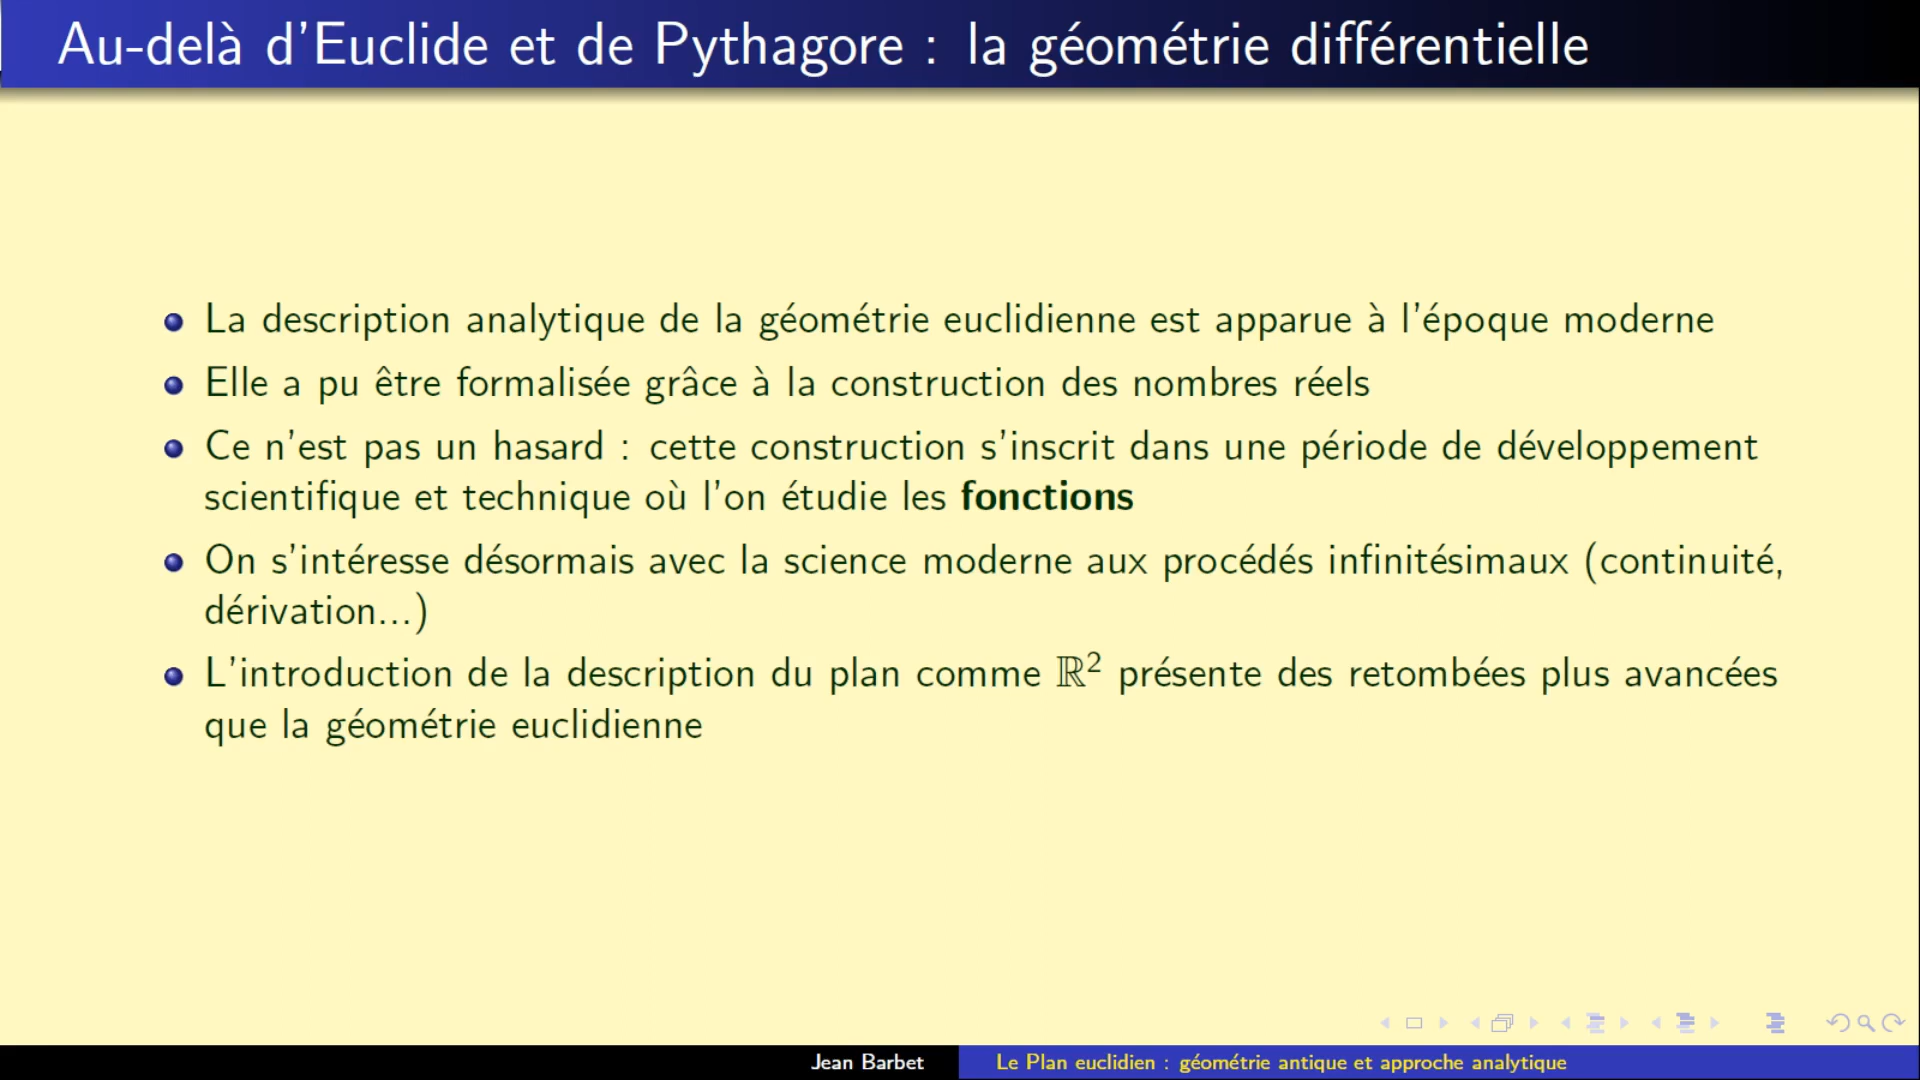 Au-delà d'Euclide et de Pythagore : la géométrie différentielle
La description analytique de la géométrie euclidienne est apparue à l'époque moderne
Elle a pu être formalisée grâce à la construction des nombres réels
Ce n'est pas un hasard : cette construction s'inscrit dans une période de développement
scientifique et technique où l'on étudie les fonctions
On s'intéresse désormais avec la science moderne aux procédés infinitésimaux (continuité,
dérivation...)
L'introduction de la description du plan comme ℝ² présente des retombées plus avancées
que la géométrie euclidienne
Jean Barbet
Le Plan euclidien : géométrie antique et approche analytique